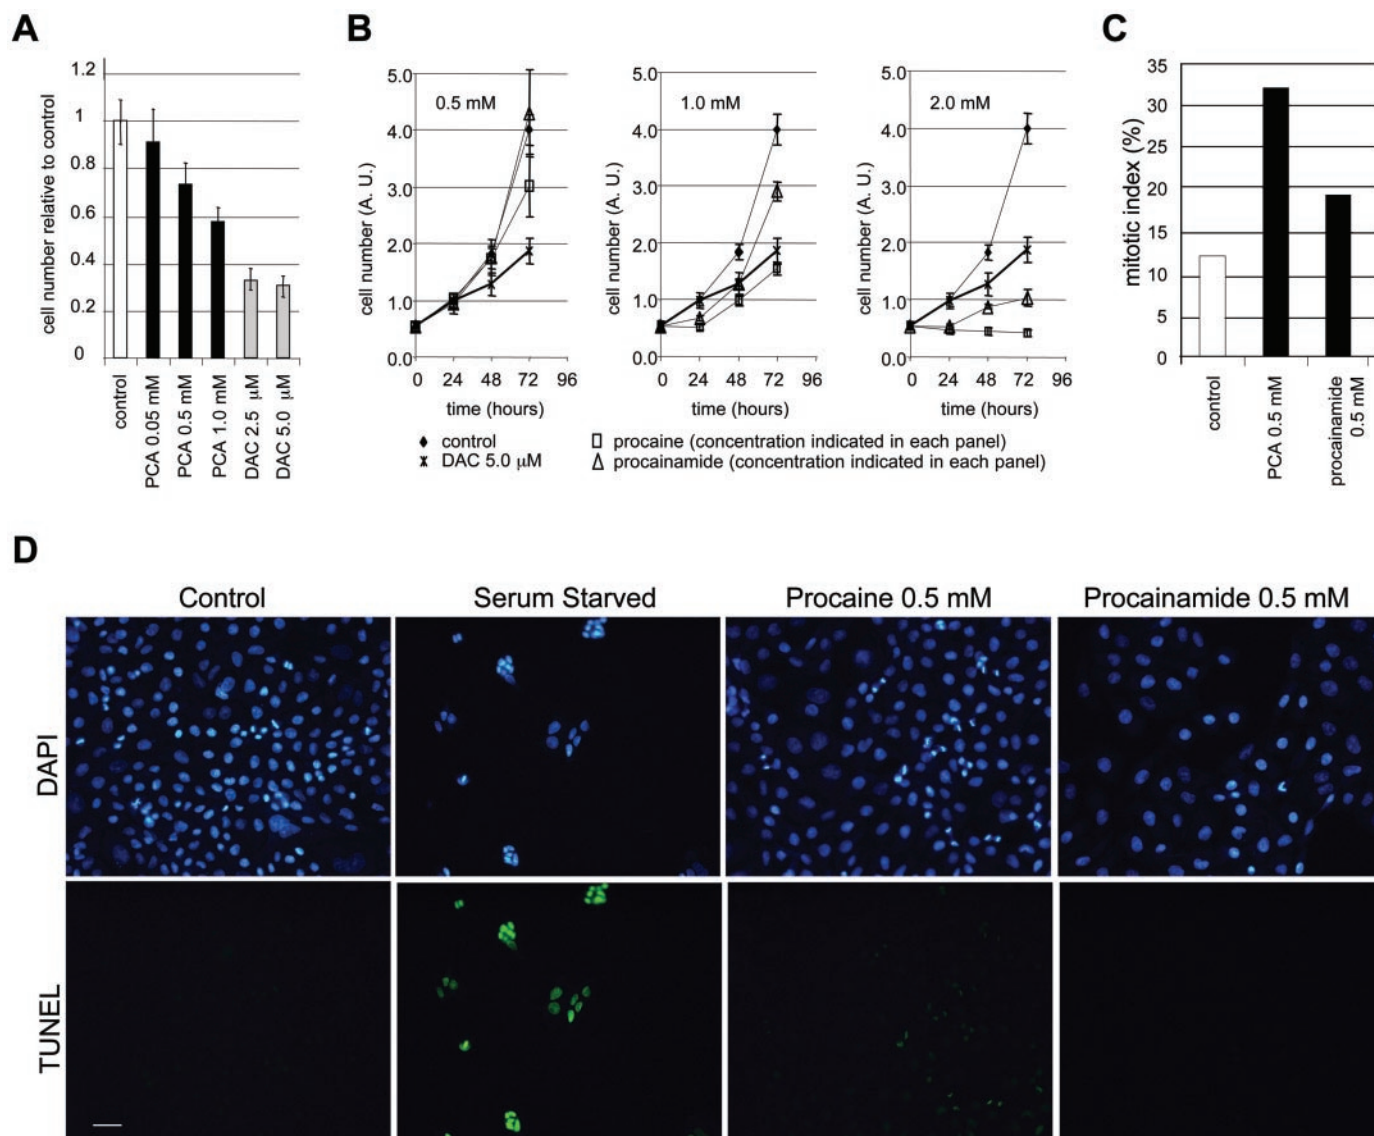 A
cell number relative to control
1.2
1
0.8
0.6
0.4
0.2
0
control
PCA 0.05 mM
PCA 0.5 mM
PCA 1.0 mM
DAC 2.5 μM
DAC 5.0 μM
B
cell number (A. U.)
5.0
4.0
3.0
2.0
1.0
0.0
0.5 mM
0 24 48 72 96
time (hours)
cell number (A. U.)
5.0
4.0
3.0
2.0
1.0
0.0
1.0 mM
0 24 48 72 96
time (hours)
cell number (A. U.)
5.0
4.0
3.0
2.0
1.0
0.0
2.0 mM
0 24 48 72 96
time (hours)
control
DAC 5.0 μM
procaine (concentration indicated in each panel)
procainamide (concentration indicated in each panel)
C
mitotic index (%)
35
30
25
20
15
10
5
0
control
PCA 0.5 mM
procainamide
0.5 mM
D
Control
Serum Starved
Procaine 0.5 mM
Procainamide 0.5 mM
DAPI
TUNEL